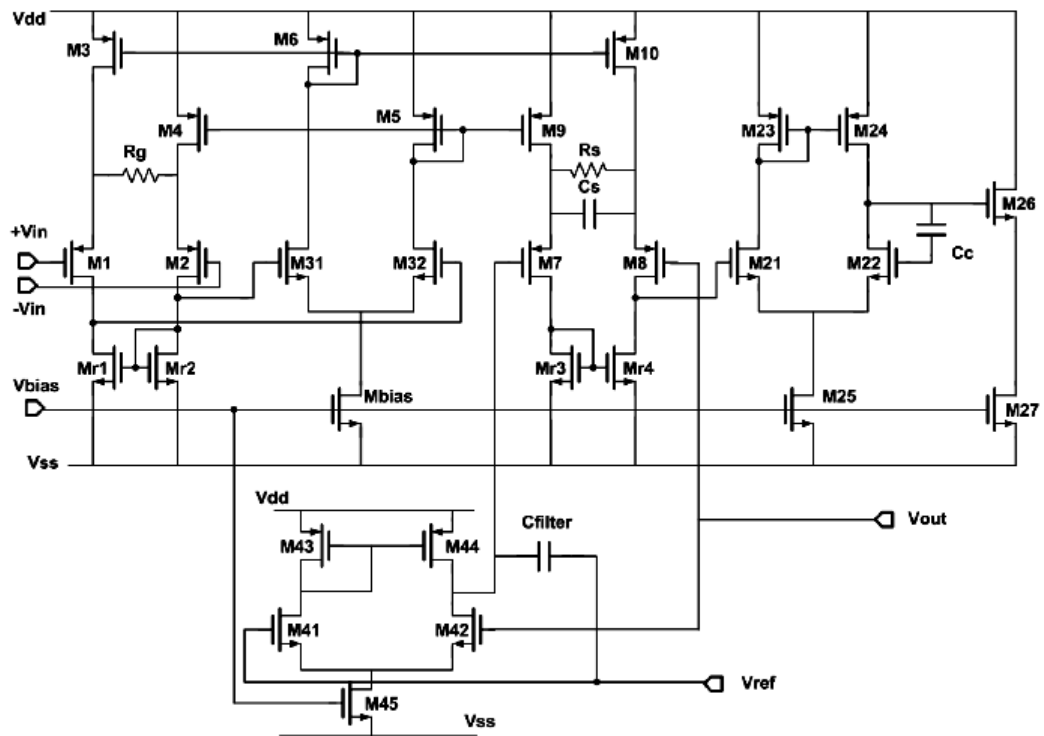 Vdd
M3
M6
M10
M4
M5
M9
M23
M24
Rg
Rs
Cs
M26
+Vin
M1
M2
M31
M32
M7
M8
M21
M22
Cc
-Vin
Mr1
Mr2
Mr3
Mr4
Vbias
Mbias
M25
M27
Vss
Vdd
Cfilter
Vout
M43
M44
M41
M42
Vref
M45
Vss